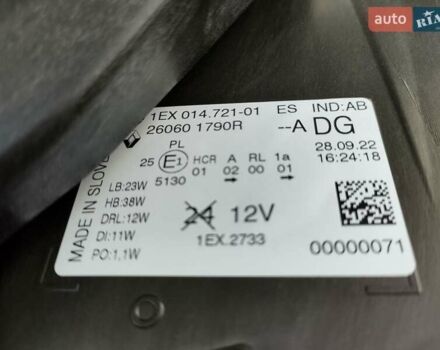 auto RIA
1EX 014.721-01 ES IND:AB
26060 1790R --A DG
PL 28.09.22
25 E1 HCR A RL 1a 16:24:18
5130 01 02 00 01
LB:23W
HB:38W
DRL:12W 24 12V
DI:11W 1EX.2733
PO:1,1W 00000071
MADE IN